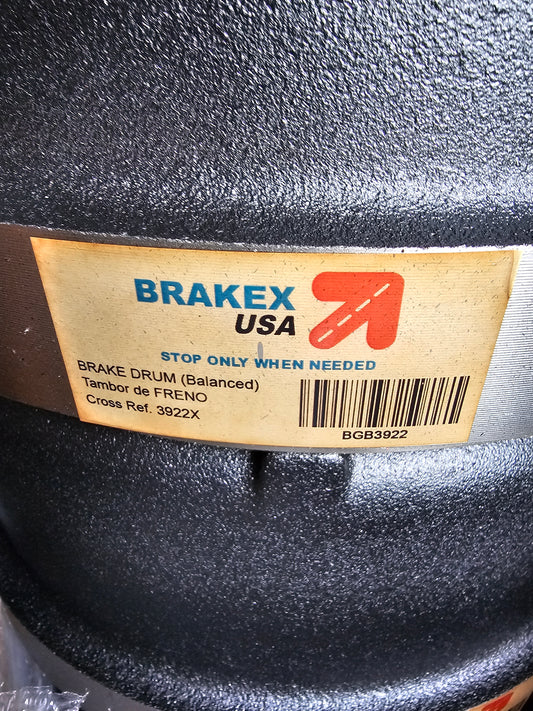 BRAKEX
USA
STOP ONLY WHEN NEEDED
BRAKE DRUM (Balanced)
Tambor de FRENO
Cross Ref. 3922X
BGB3922